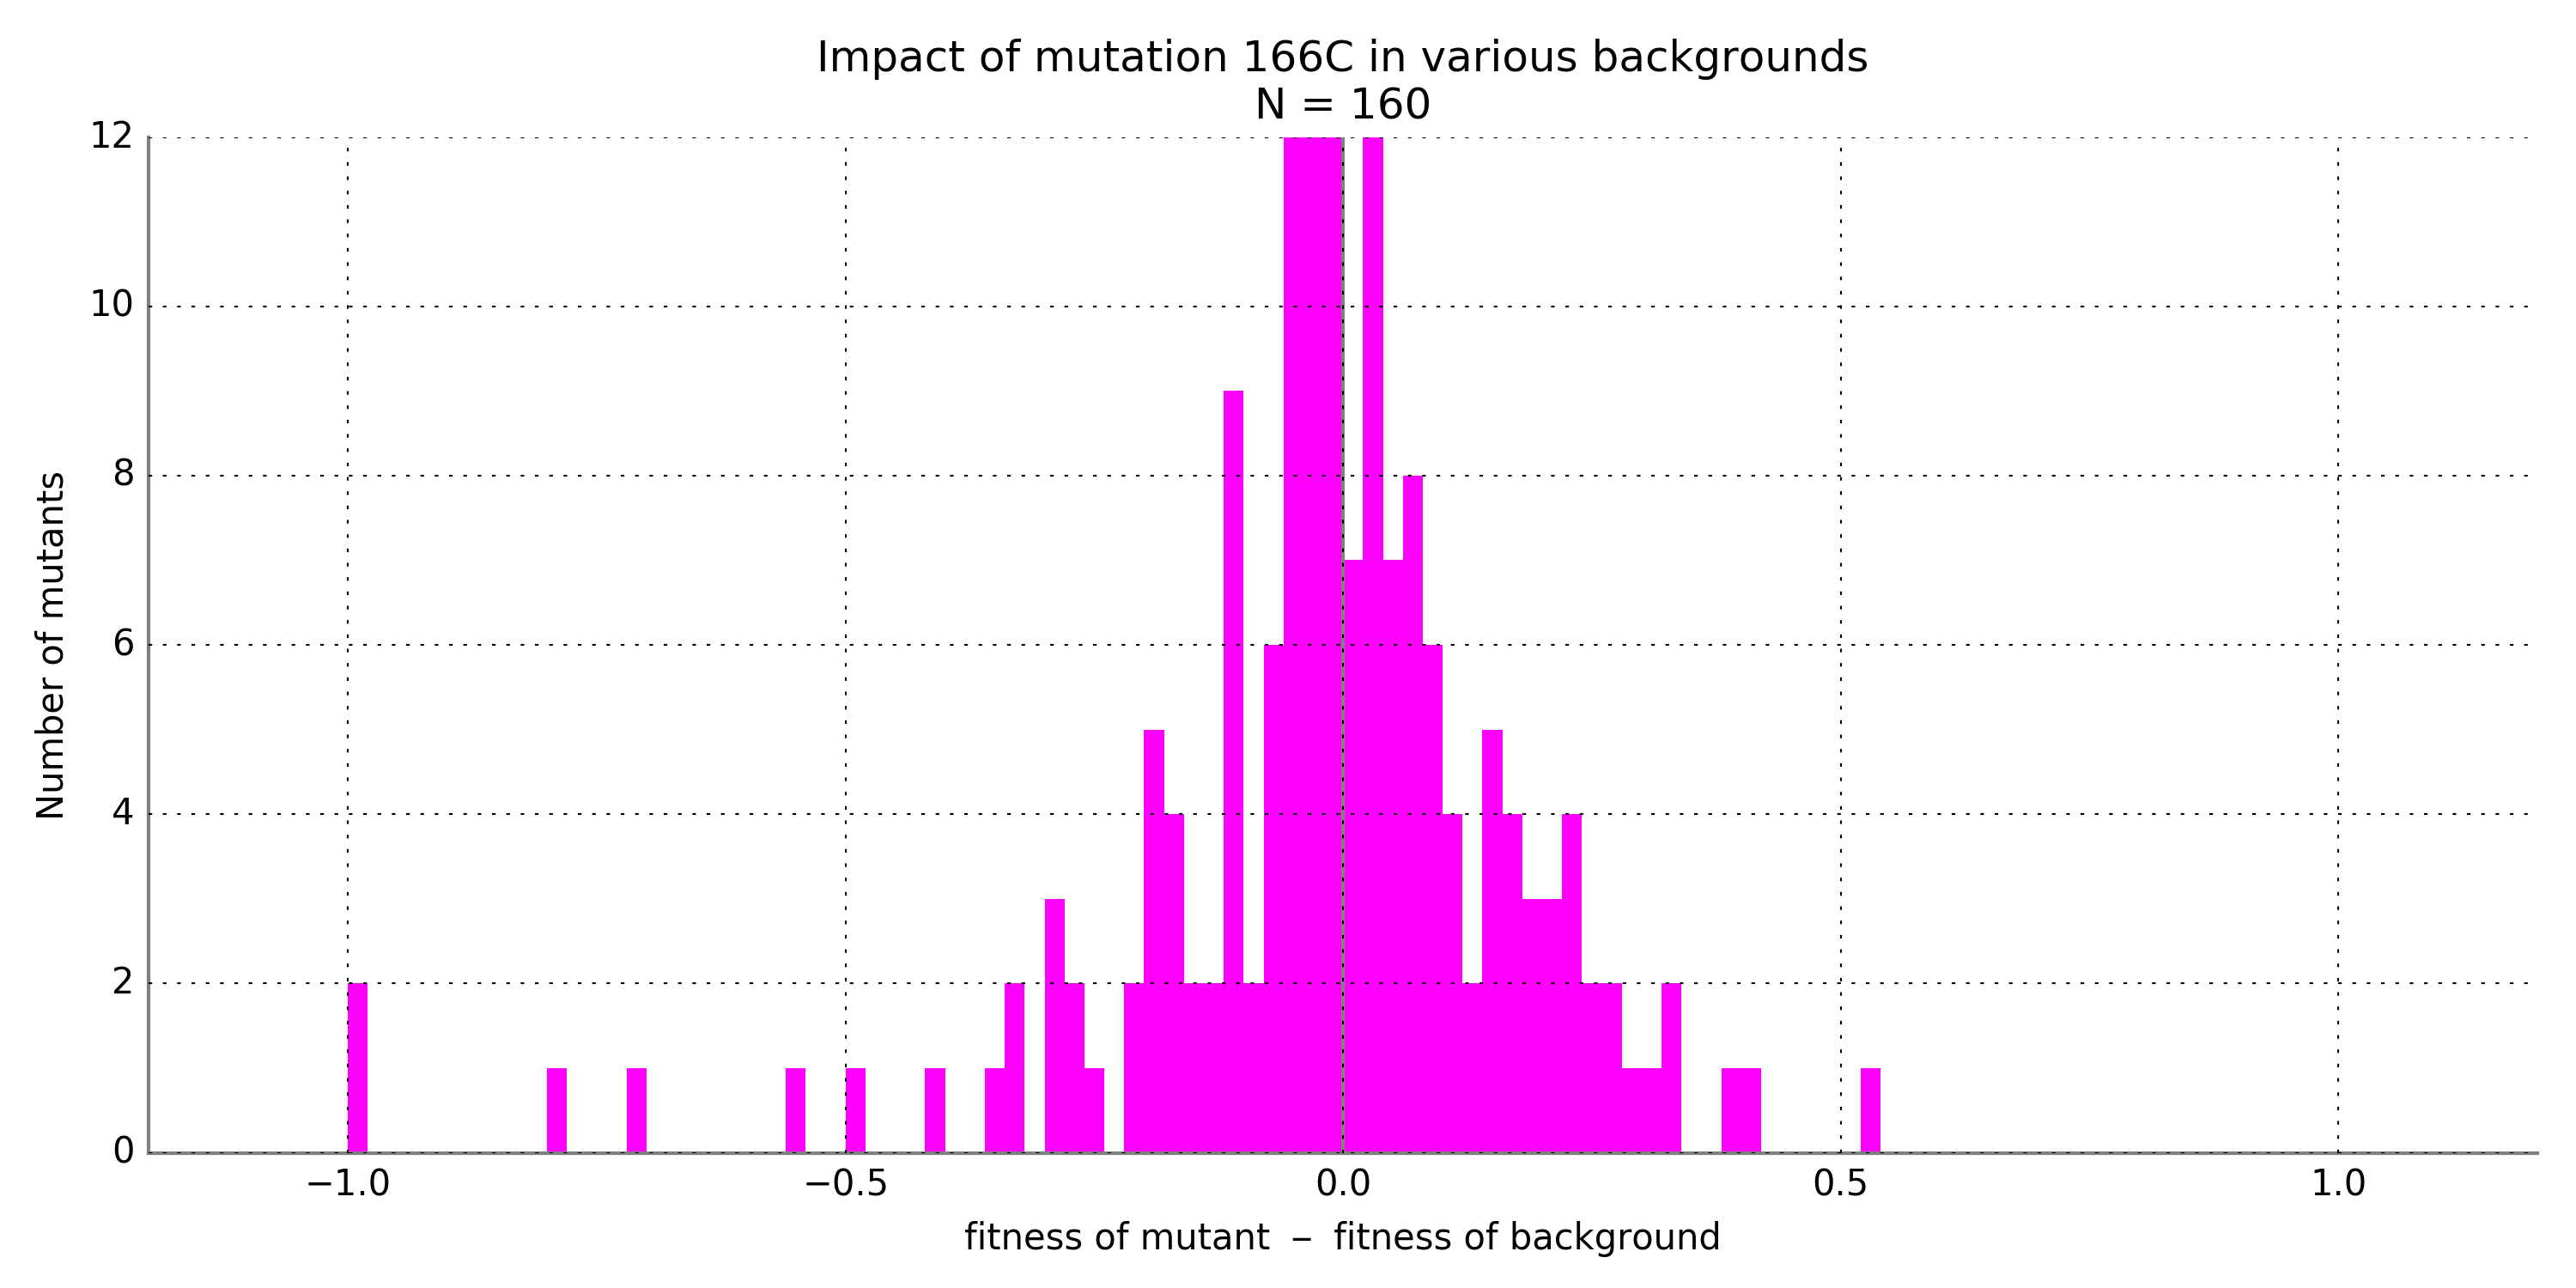 Impact of mutation 166C in various backgrounds
N = 160
12
10
8
6
4
2
0
Number of mutants
−1.0 −0.5 0.0 0.5 1.0
fitness of mutant – fitness of background